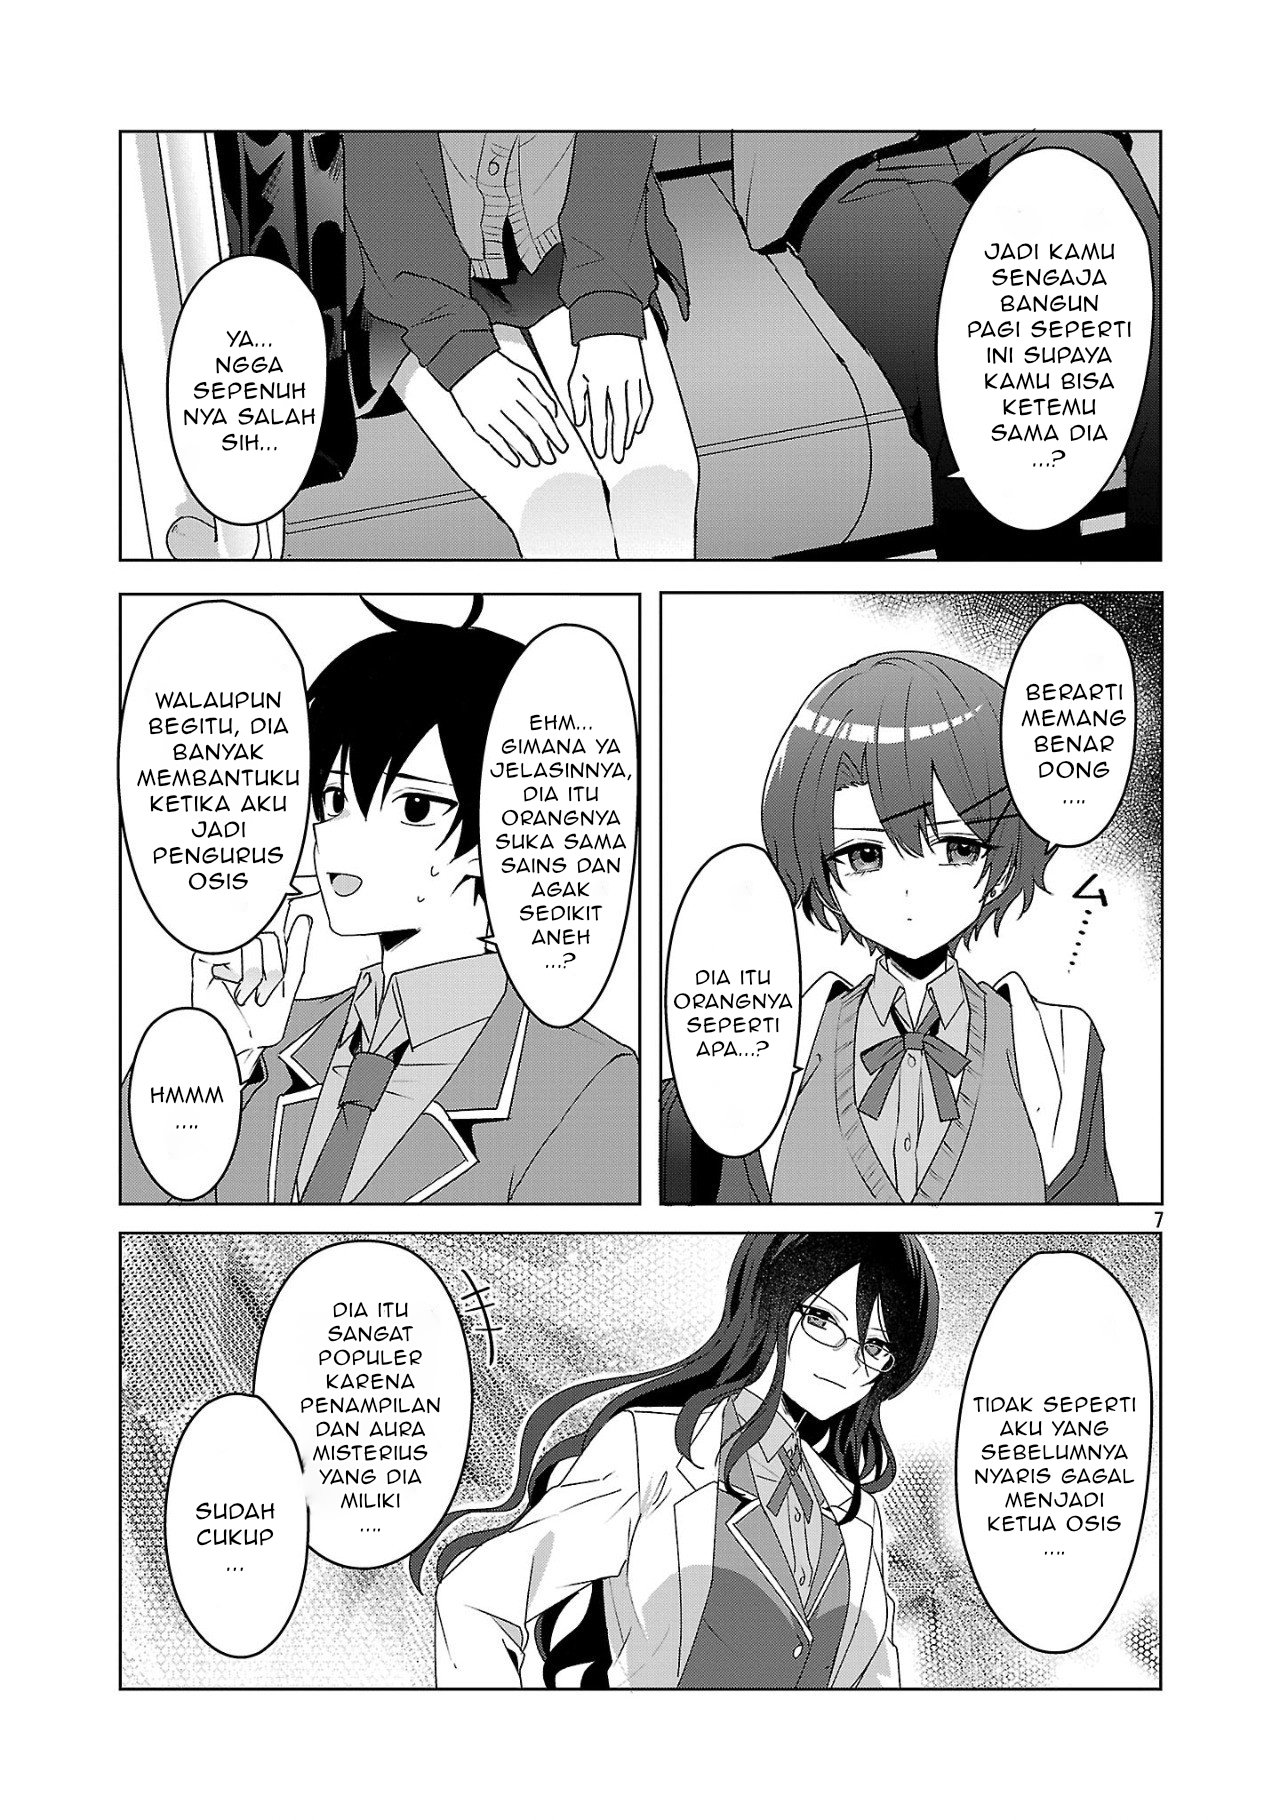 JADI KAMU
SENGAJA
BANGUN
PAGI SEPERTI
INI SUPAYA
KAMU BISA
KETEMU
SAMA DIA
...?
YA...
NGGA
SEPENUH
NYA SALAH
SIH...
BERARTI
MEMANG
BENAR
DONG
....
ム……
DIA ITU
ORANGNYA
SEPERTI
APA...?
EHM...
GIMANA YA
JELASINNYA,
DIA ITU
ORANGNYA
SUKA SAMA
SAINS DAN
AGAK
SEDIKIT
ANEH
...?
WALAUPUN
BEGITU, DIA
BANYAK
MEMBANTUKU
KETIKA AKU
JADI
PENGURUS
OSIS
HMMM
....
7
TIDAK SEPERTI
AKU YANG
SEBELUMNYA
NYARIS GAGAL
MENJADI
KETUA OSIS
....
DIA ITU
SANGAT
POPULER
KARENA
PENAMPILAN
DAN AURA
MISTERIUS
YANG DIA
MILIKI
....
SUDAH
CUKUP
...